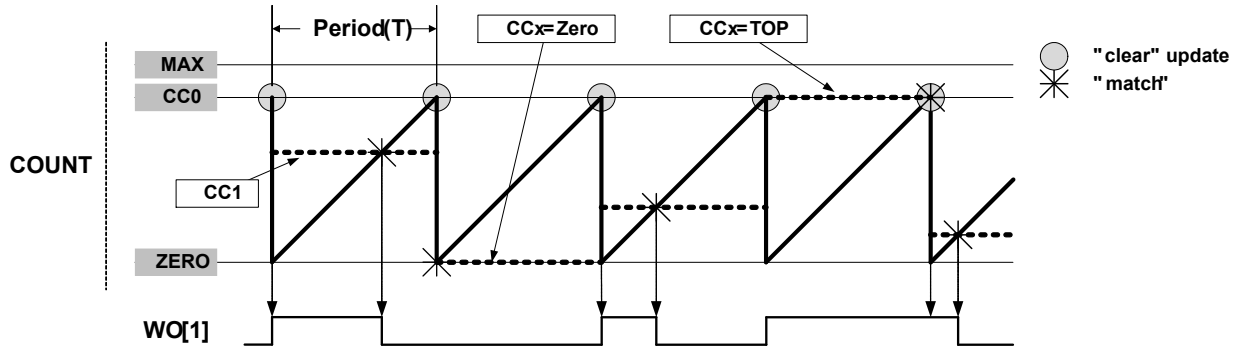 Period(T)
CCx=Zero
CCx=TOP
MAX
"clear" update
CC0
"match"
COUNT
CC1
ZERO
WO[1]